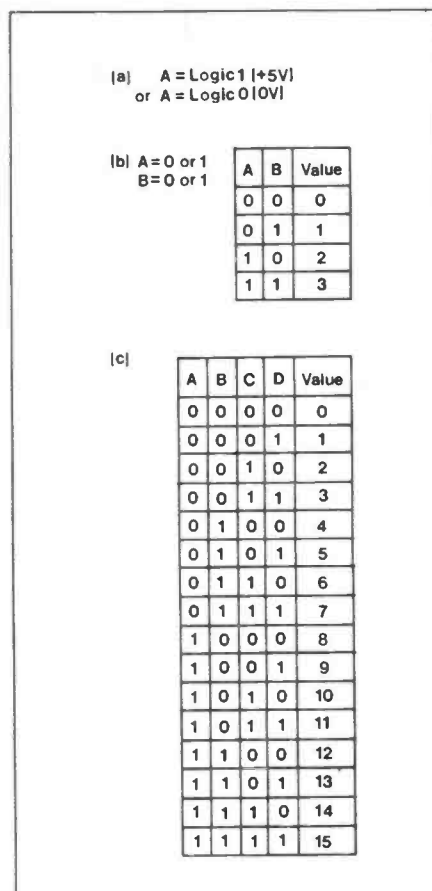 (a) A = Logic 1 (+5V)
or A = Logic 0 (0V)
(b) A = 0 or 1
B = 0 or 1
A B Value
0 0 0
0 1 1
1 0 2
1 1 3
(c)
A B C D Value
0 0 0 0 0
0 0 0 1 1
0 0 1 0 2
0 0 1 1 3
0 1 0 0 4
0 1 0 1 5
0 1 1 0 6
0 1 1 1 7
1 0 0 0 8
1 0 0 1 9
1 0 1 0 10
1 0 1 1 11
1 1 0 0 12
1 1 0 1 13
1 1 1 0 14
1 1 1 1 15